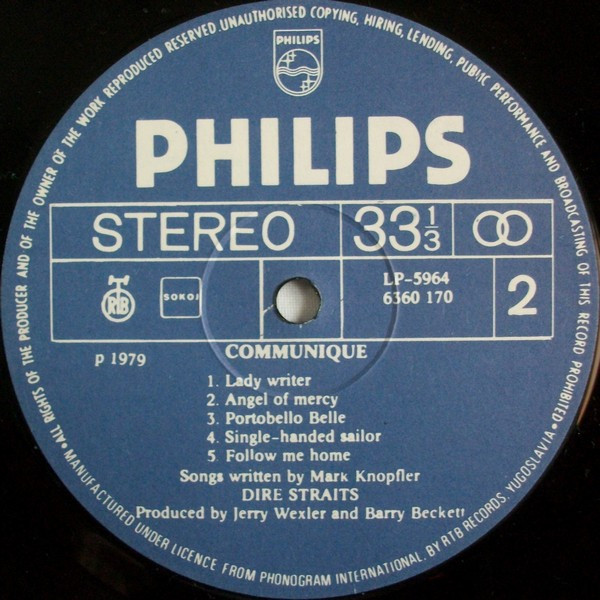 •ALL RIGHTS OF THE PRODUCER AND OF THE OWNER OF THE WORK REPRODUCED RESERVED.UNAUTHORISED COPYING, HIRING, LENDING, PUBLIC PERFORMANCE AND BROADCASTING OF THIS RECORD PROHIBITED•
PHILIPS
PHILIPS
STEREO 33 1/3
RTB SOKOJ LP-5964 2
6360 170
P 1979
COMMUNIQUE
1. Lady writer
2. Angel of mercy
3. Portobello Belle
4. Single-handed sailor
5. Follow me home
Songs written by Mark Knopfler
DIRE STRAITS
Produced by Jerry Wexler and Barry Beckett
MANUFACTURED UNDER LICENCE FROM PHONOGRAM INTERNATIONAL. BY RTB RECORDS. YUGOSLAVIA•